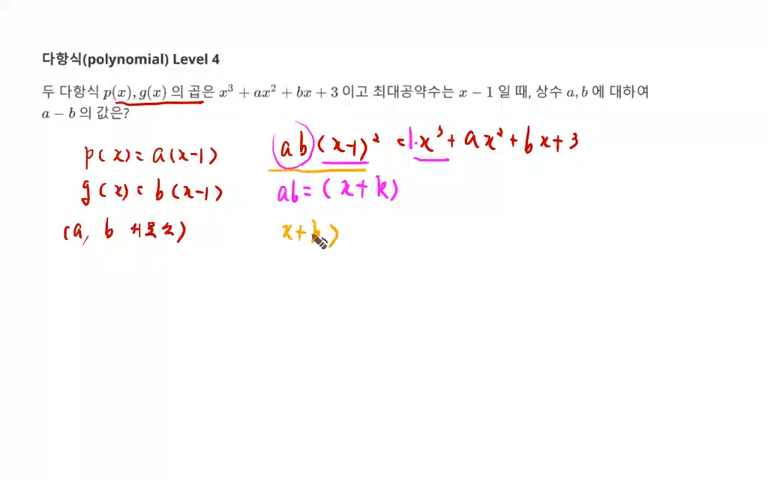 다항식(polynomial) Level 4
두 다항식 p(x), g(x) 의 곱은 x³ + ax² + bx + 3 이고 최대공약수는 x − 1 일 때, 상수 a, b 에 대하여
a − b 의 값은?
p(x) = a(x-1)
ab(x-1)² = 1·x³ + ax² + bx + 3
g(x) = b(x-1)
ab = (x+k)
(a, b 서로소)
x+k)